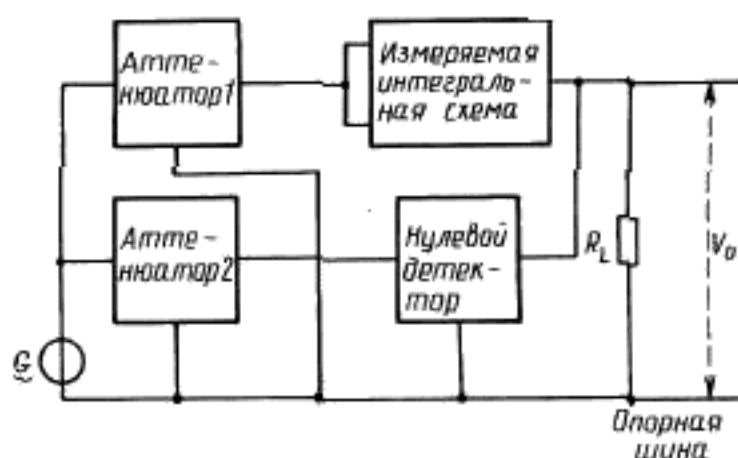 Атте-
нюатор1
Измеряемая
интеграль-
ная схема
Атте-
нюатор2
Нулевой
детек-
тор
R_L
V_0
G
Опорная
шина